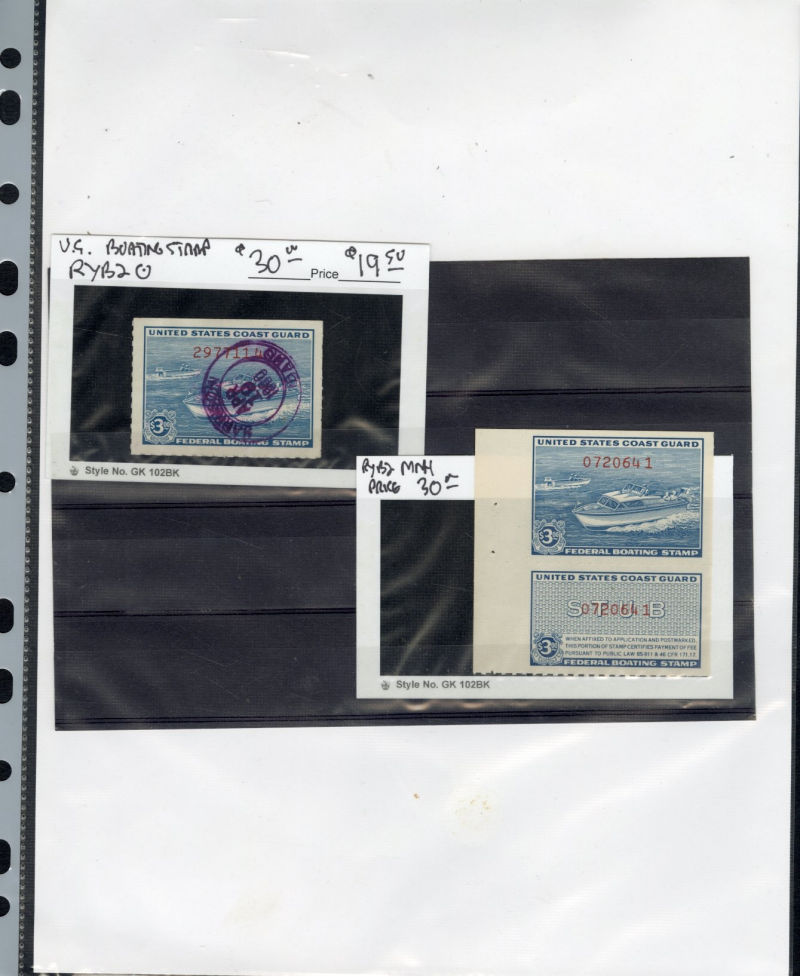 U.S. BOATING STAMP $30.00 Price $19.50
RYB2
UNITED STATES COAST GUARD
297711
$3
FEDERAL BOATING STAMP
Style No. GK 102BK
RYB2 MNH
PRICE 30
UNITED STATES COAST GUARD
0720641
$3
FEDERAL BOATING STAMP
UNITED STATES COAST GUARD
STUB
0720641
WHEN AFFIXED TO APPLICATION AND POSTMARKED,
THIS PORTION OF STAMP CERTIFIES PAYMENT OF FEE
PURSUANT TO PUBLIC LAW 85-911 & 46 CFR 171.17.
$3
FEDERAL BOATING STAMP
Style No. GK 102BK